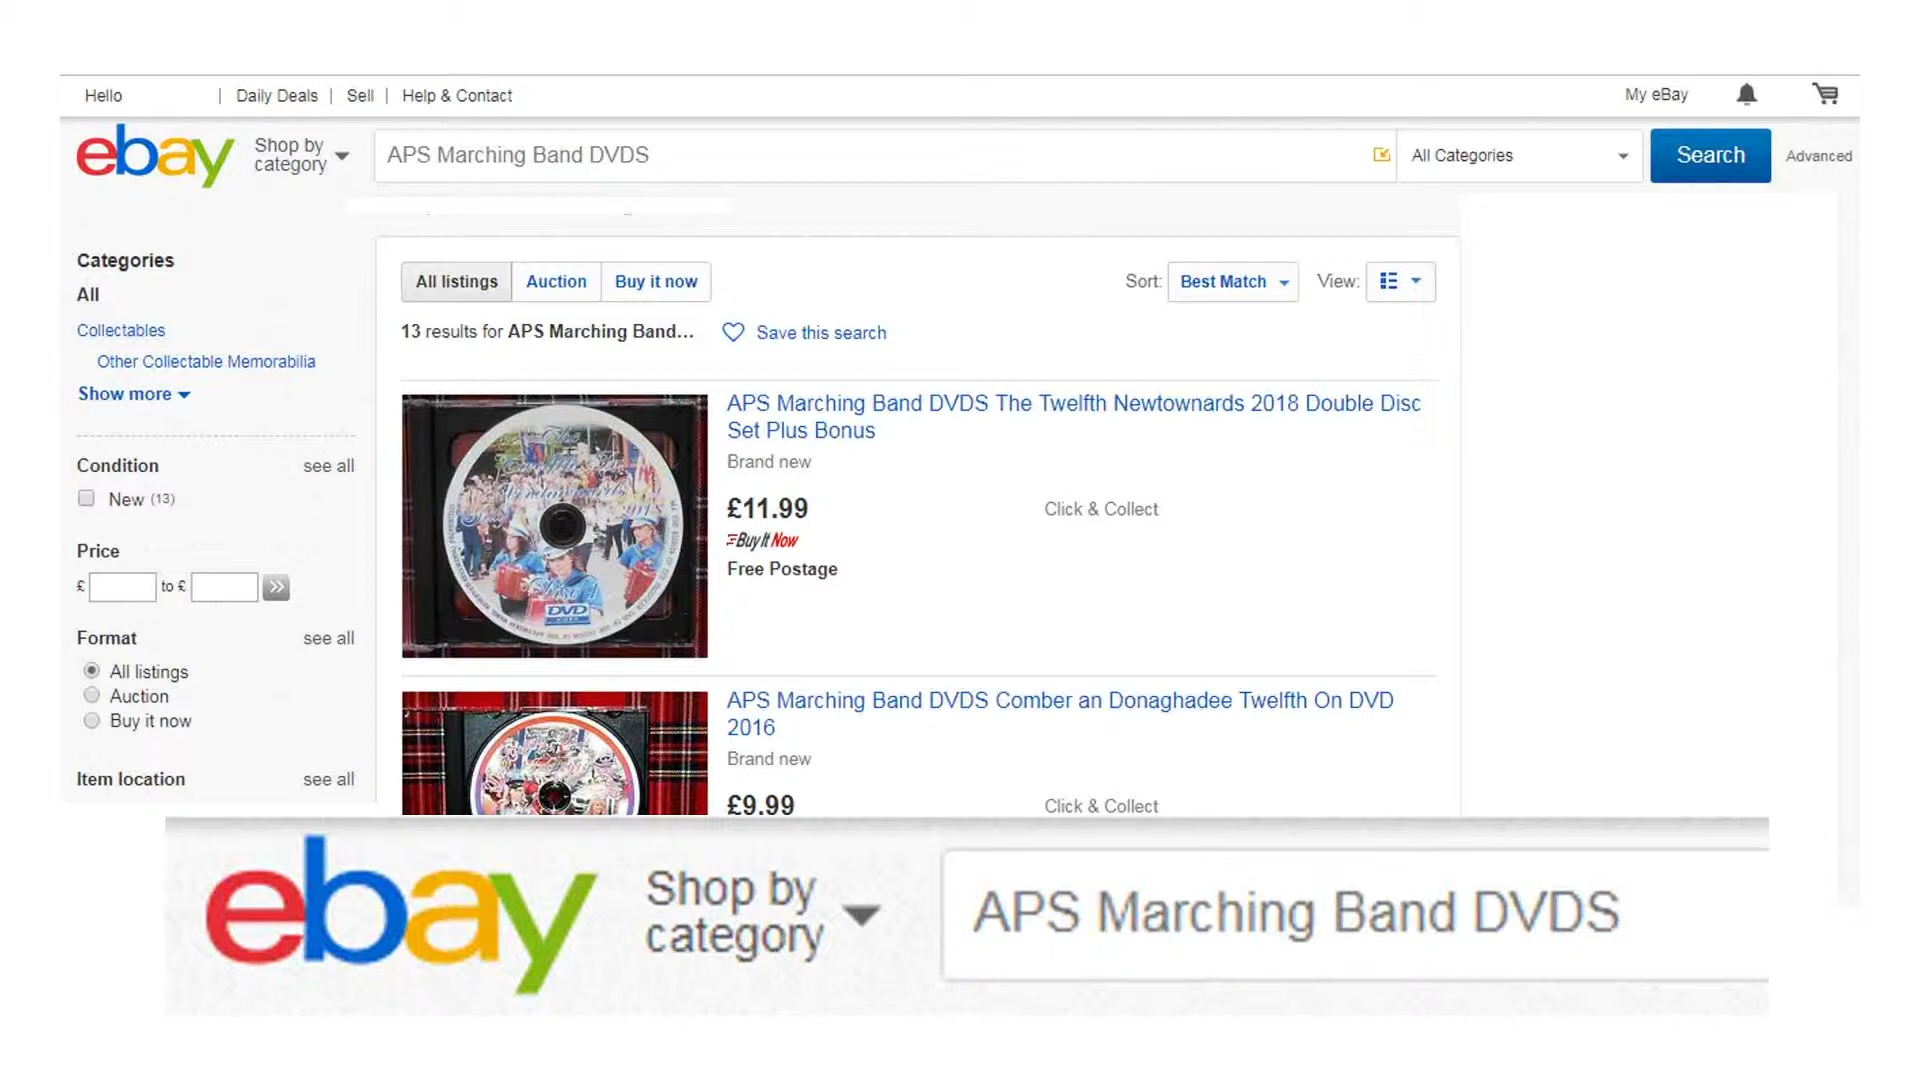 Hello | Daily Deals | Sell | Help & Contact My eBay
ebay Shop by category APS Marching Band DVDS All Categories Search Advanced
Categories
All
Collectables
Other Collectable Memorabilia
Show more
Condition see all
New (13)
Price
£ to £
Format see all
All listings
Auction
Buy it now
Item location see all
All listings Auction Buy it now Sort: Best Match View:
13 results for APS Marching Band... Save this search
APS Marching Band DVDS The Twelfth Newtownards 2018 Double Disc
Set Plus Bonus
Brand new
£11.99 Click & Collect
Buy It Now
Free Postage
Disc 1
DVD
APS Marching Band DVDS Comber an Donaghadee Twelfth On DVD
2016
Brand new
£9.99 Click & Collect
ebay Shop by category APS Marching Band DVDS